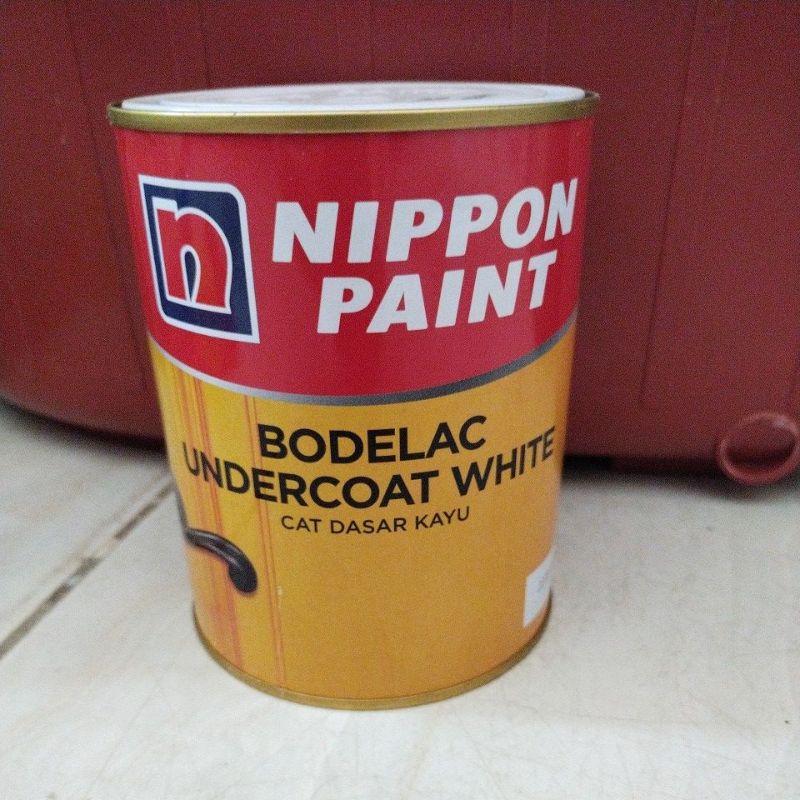 n
NIPPON
PAINT
BODELAC
UNDERCOAT WHITE
CAT DASAR KAYU